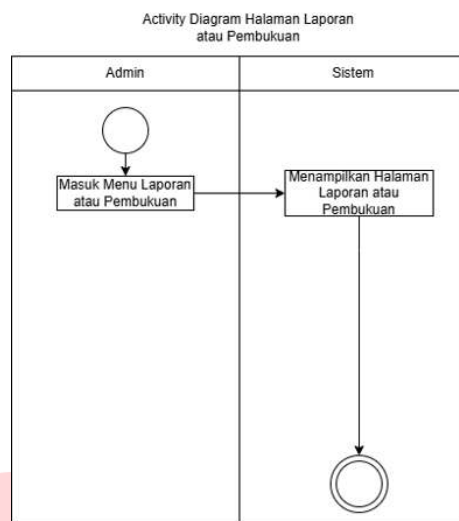 Activity Diagram Halaman Laporan
atau Pembukuan
Admin
Sistem
Masuk Menu Laporan
atau Pembukuan
Menampilkan Halaman
Laporan atau
Pembukuan